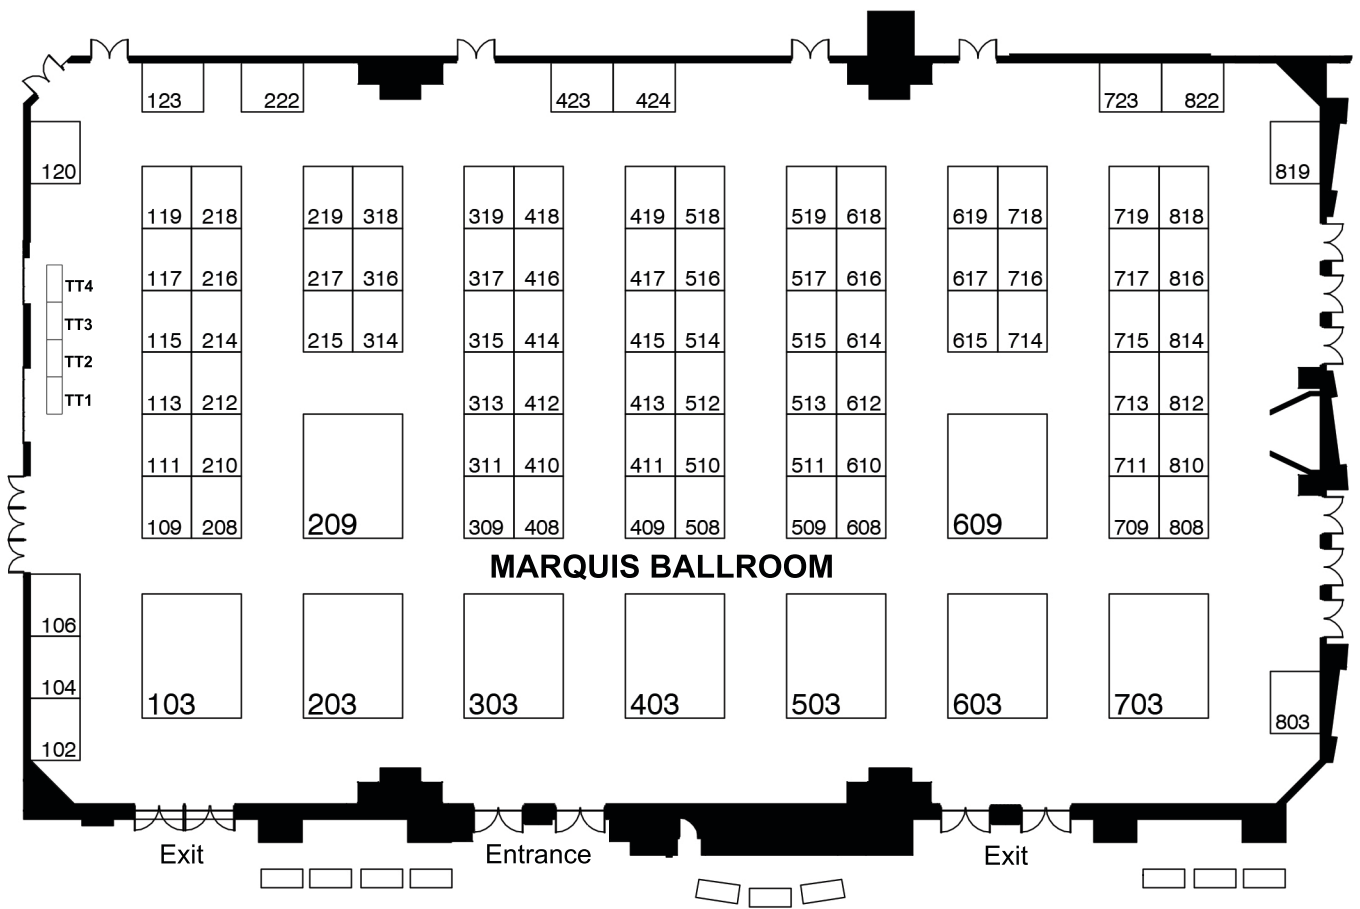 123 222 423 424 723 822
120 819
119 218 219 318 319 418 419 518 519 618 619 718 719 818
117 216 217 316 317 416 417 516 517 616 617 716 717 816
TT4
TT3
115 214 215 314 315 414 415 514 515 614 615 714 715 814
TT2
TT1
113 212 313 412 413 512 513 612 713 812
111 210 311 410 411 510 511 610 711 810
109 208 209 309 408 409 508 509 608 609 709 808
MARQUIS BALLROOM
106
104
103 203 303 403 503 603 703
803
102
Exit Entrance Exit